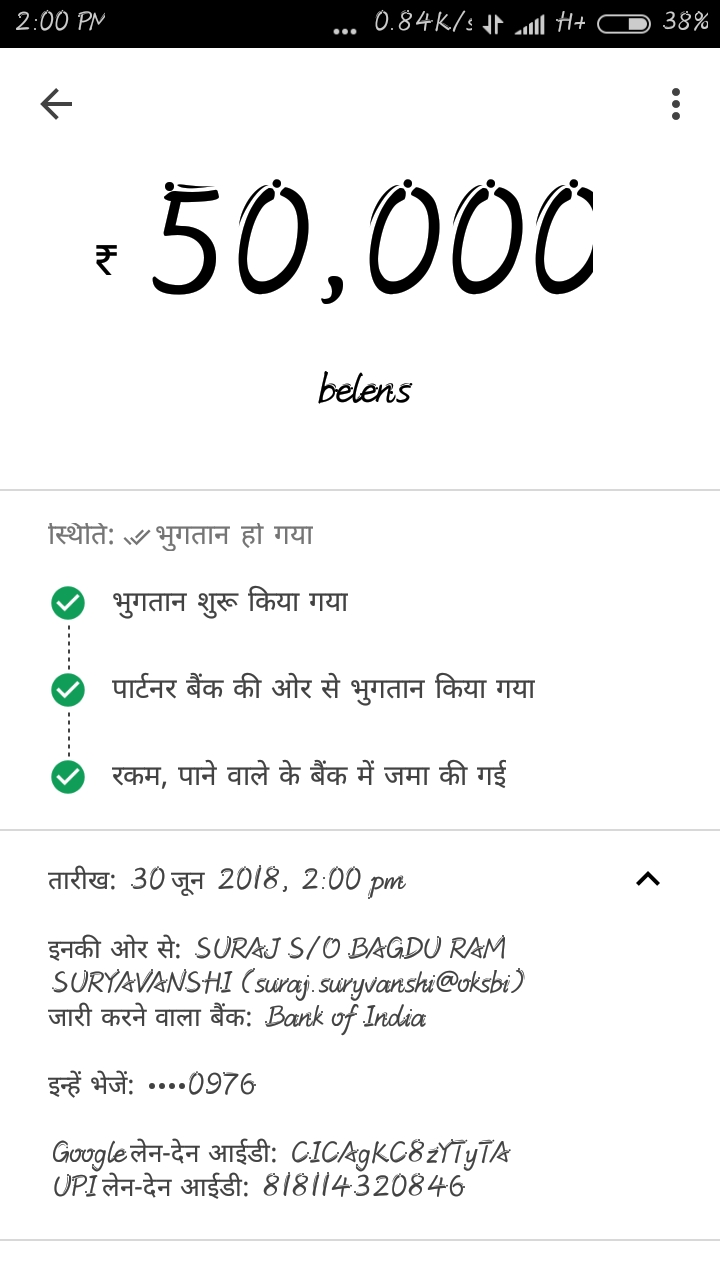 2:00 PM ... 0.84K/s H+ 38%
₹ 50,000
belens
स्थिति: भुगतान हो गया
भुगतान शुरू किया गया
पार्टनर बैंक की ओर से भुगतान किया गया
रकम, पाने वाले के बैंक में जमा की गई
तारीख: 30 जून 2018, 2:00 pm
इनकी ओर से: SURAJ S/O BAGDU RAM
SURYAVANSHI (suraj.suryvanshi@oksbi)
जारी करने वाला बैंक: Bank of India
इन्हें भेजें: ••••0976
Google लेन-देन आईडी: CICAgKC8zYTyTA
UPI लेन-देन आईडी: 818114320846